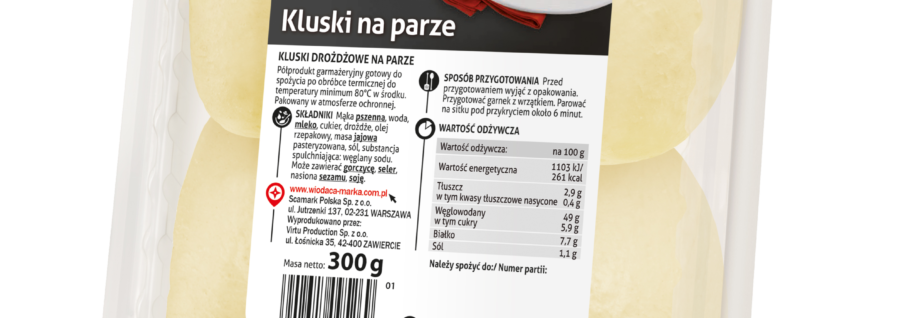 Kluski na parze
KLUSKI DROŻDŻOWE NA PARZE
Półprodukt garmażeryjny gotowy do
spożycia po obróbce termicznej do
temperatury minimum 80°C w środku.
Pakowany w atmosferze ochronnej.
SKŁADNIKI Mąka pszenna, woda,
mleko, cukier, drożdże, olej
rzepakowy, masa jajowa
pasteryzowana, sól, substancja
spulchniająca: węglany sodu.
Może zawierać gorczycę, seler,
nasiona sezamu, soję.
www.wiodaca-marka.com.pl
Scamark Polska Sp. z o.o.
ul. Jutrzenki 137, 02-231 WARSZAWA
Wyprodukowano przez:
Virtu Production Sp. z o.o.
ul. Łośnicka 35, 42-400 ZAWIERCIE
Masa netto: 300 g
01
SPOSÓB PRZYGOTOWANIA Przed
przygotowaniem wyjąć z opakowania.
Przygotować garnek z wrzątkiem. Parować
na sitku pod przykryciem około 6 minut.
WARTOŚĆ ODŻYWCZA
Wartość odżywcza: na 100 g
Wartość energetyczna 1103 kJ/
261 kcal
Tłuszcz 2,9 g
w tym kwasy tłuszczowe nasycone 0,4 g
Węglowodany 49 g
w tym cukry 5,9 g
Białko 7,7 g
Sól 1,1 g
Należy spożyć do:/ Numer partii: